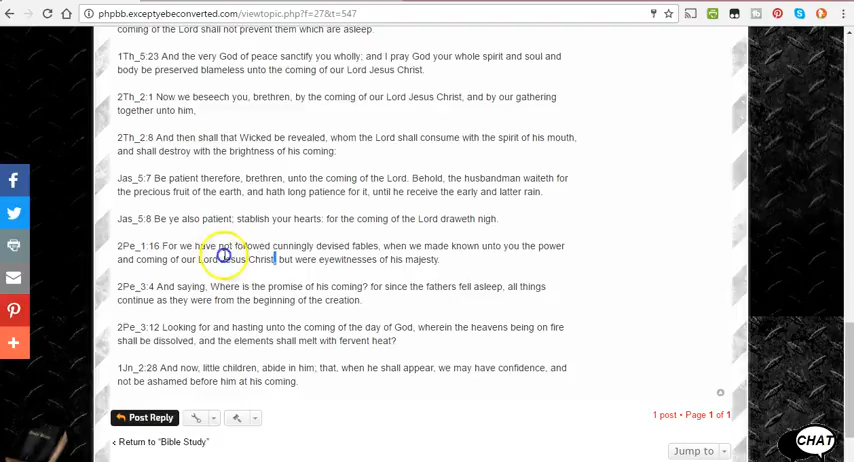 phpbb.exceptyebeconverted.com/viewtopic.php?f=27&t=547
coming of the Lord shall not prevent them which are asleep.
1Th_5:23 And the very God of peace sanctify you wholly; and I pray God your whole spirit and soul and
body be preserved blameless unto the coming of our Lord Jesus Christ.
2Th_2:1 Now we beseech you, brethren, by the coming of our Lord Jesus Christ, and by our gathering
together unto him,
2Th_2:8 And then shall that Wicked be revealed, whom the Lord shall consume with the spirit of his mouth,
and shall destroy with the brightness of his coming:
Jas_5:7 Be patient therefore, brethren, unto the coming of the Lord. Behold, the husbandman waiteth for
the precious fruit of the earth, and hath long patience for it, until he receive the early and latter rain.
Jas_5:8 Be ye also patient; stablish your hearts: for the coming of the Lord draweth nigh.
2Pe_1:16 For we have not followed cunningly devised fables, when we made known unto you the power
and coming of our Lord Jesus Christ, but were eyewitnesses of his majesty.
2Pe_3:4 And saying, Where is the promise of his coming? for since the fathers fell asleep, all things
continue as they were from the beginning of the creation.
2Pe_3:12 Looking for and hasting unto the coming of the day of God, wherein the heavens being on fire
shall be dissolved, and the elements shall melt with fervent heat?
1Jn_2:28 And now, little children, abide in him; that, when he shall appear, we may have confidence, and
not be ashamed before him at his coming.
Post Reply
1 post • Page 1 of 1
‹ Return to "Bible Study"
Jump to
CHAT